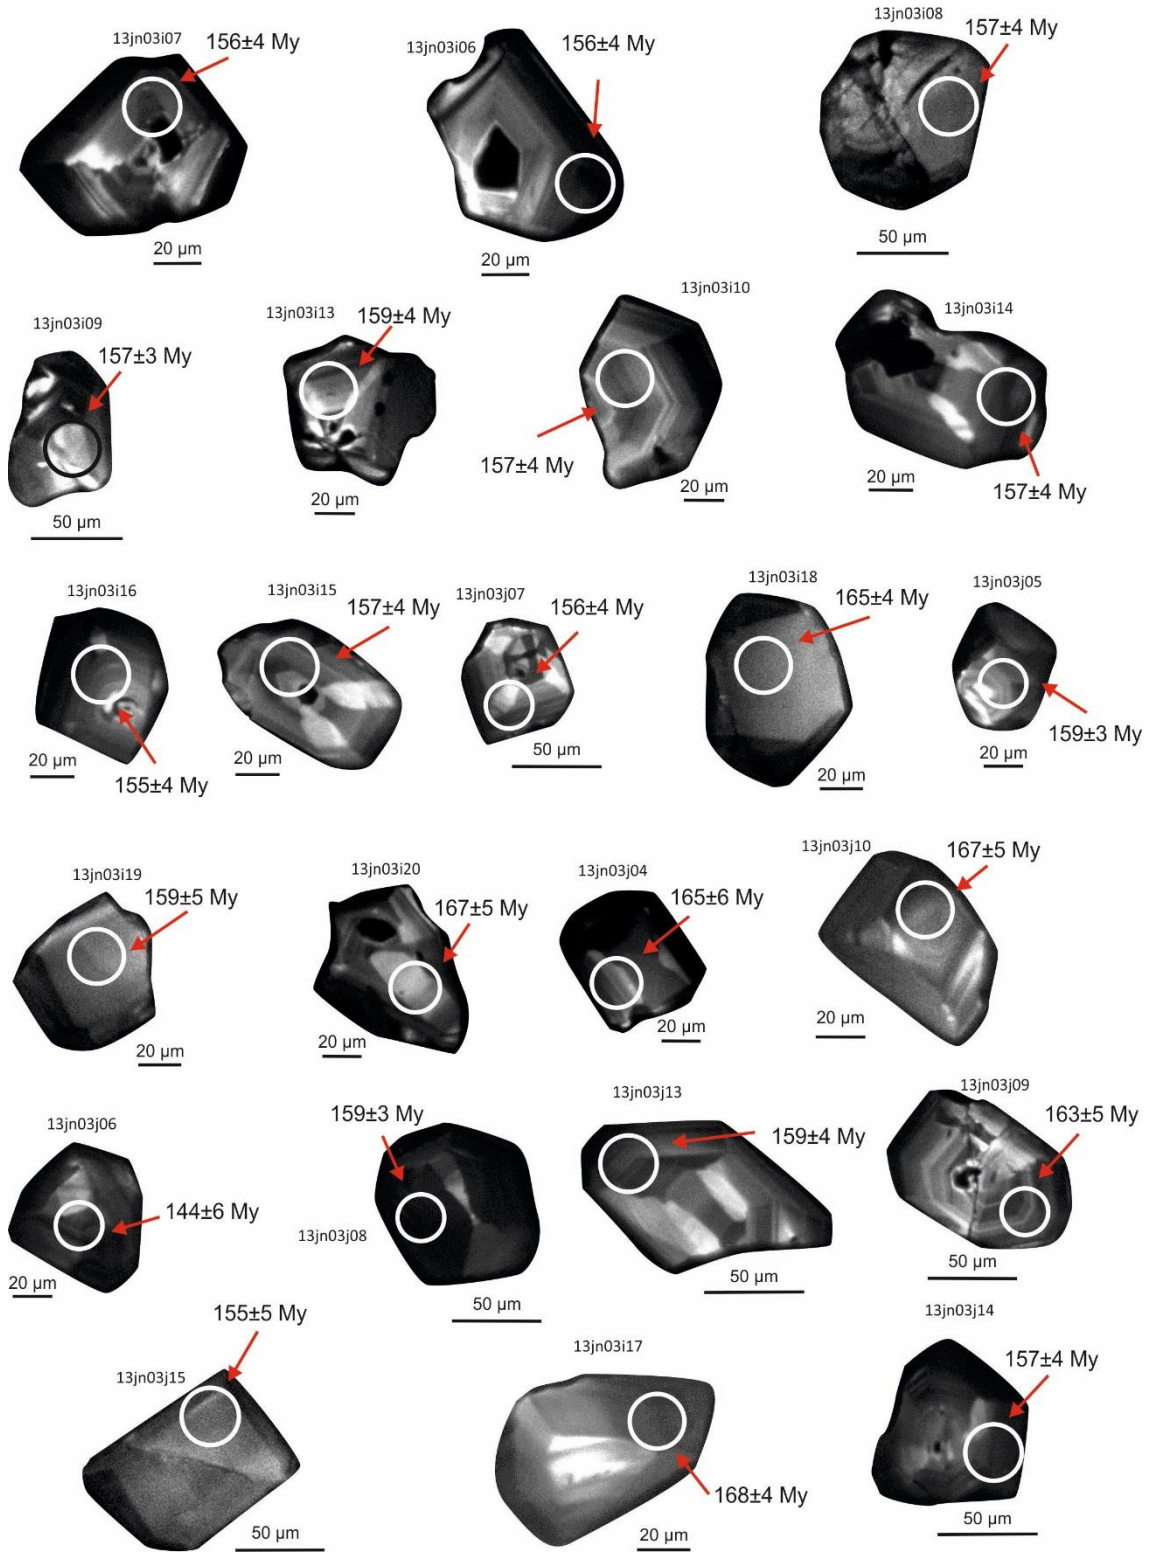 13jn03i07
156±4 My
20 µm
13jn03i06
156±4 My
20 µm
13jn03i08
157±4 My
50 µm
13jn03i09
157±3 My
50 µm
13jn03i13
159±4 My
20 µm
13jn03i10
157±4 My
20 µm
13jn03i14
157±4 My
20 µm
13jn03i16
155±4 My
20 µm
13jn03i15
157±4 My
20 µm
13jn03j07
156±4 My
50 µm
13jn03i18
165±4 My
20 µm
13jn03j05
159±3 My
20 µm
13jn03i19
159±5 My
20 µm
13jn03i20
167±5 My
20 µm
13jn03j04
165±6 My
20 µm
13jn03j10
167±5 My
20 µm
13jn03j06
144±6 My
20 µm
159±3 My
13jn03j08
50 µm
13jn03j13
159±4 My
50 µm
13jn03j09
163±5 My
50 µm
155±5 My
13jn03j15
50 µm
13jn03i17
168±4 My
20 µm
13jn03j14
157±4 My
50 µm